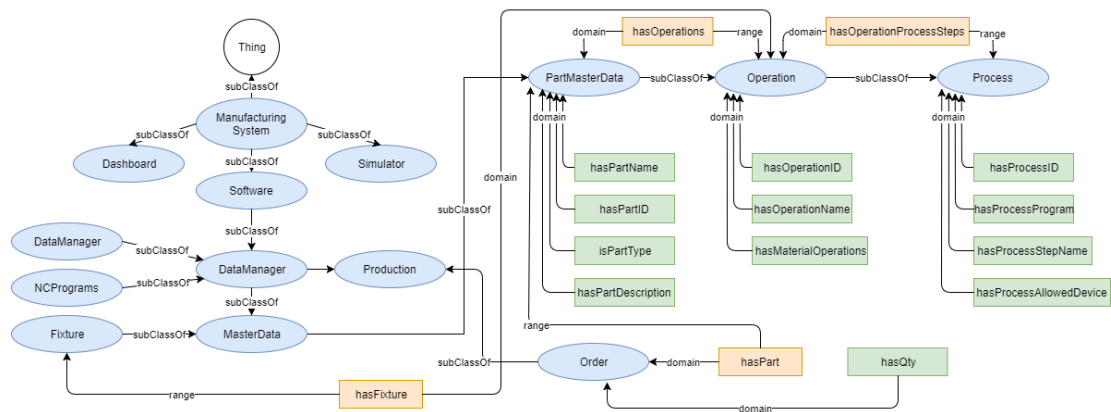 domain
hasOperations
range
domain
hasOperationProcessSteps
range
Thing
PartMasterData
subClassOf
Operation
subClassOf
Process
subClassOf
Manufacturing
System
domain
domain
domain
subClassOf
subClassOf
Dashboard
subClassOf
Simulator
domain
hasPartName
hasOperationID
hasProcessID
Software
subClassOf
hasPartID
hasOperationName
hasProcessProgram
subClassOf
DataManager
subClassOf
isPartType
hasMaterialOperations
hasProcessStepName
DataManager
Production
NCPrograms
subClassOf
hasPartDescription
hasProcessAllowedDevice
subClassOf
Fixture
subClassOf
MasterData
range
subClassOf
Order
domain
hasPart
hasQty
range
hasFixture
domain